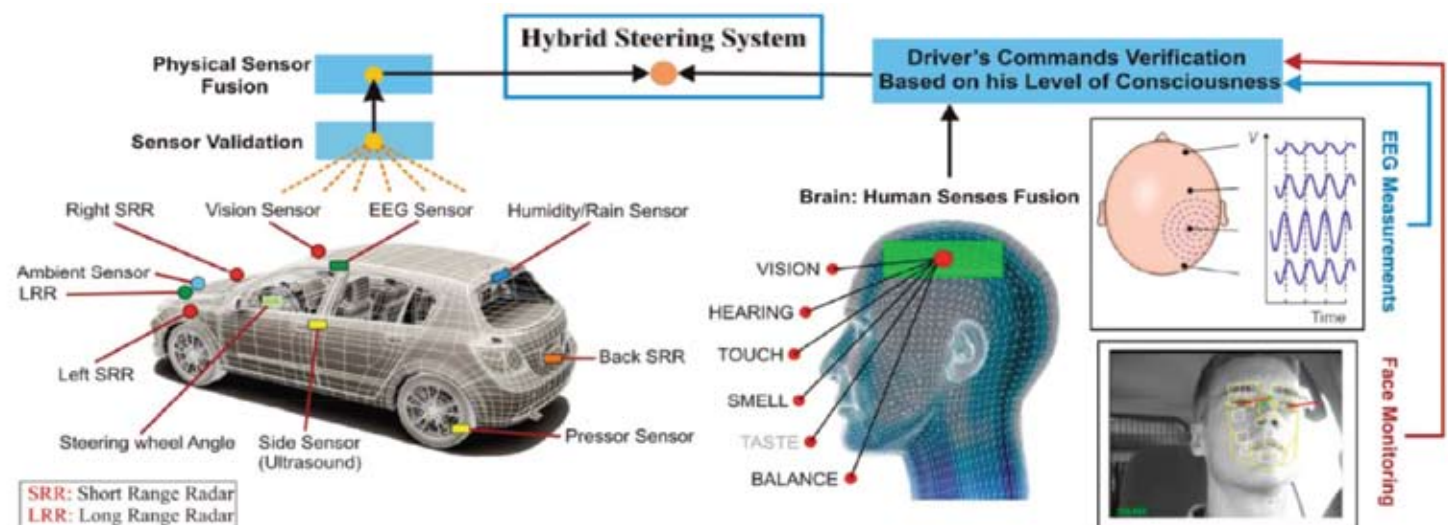 Hybrid Steering System
Physical Sensor
Fusion
Driver's Commands Verification
Based on his Level of Consciousness
Sensor Validation
Right SRR
Vision Sensor
EEG Sensor
Humidity/Rain Sensor
Ambient Sensor
LRR
Left SRR
Back SRR
Steering wheel Angle
Side Sensor
(Ultrasound)
Pressor Sensor
SRR: Short Range Radar
LRR: Long Range Radar
Brain: Human Senses Fusion
VISION
HEARING
TOUCH
SMELL
TASTE
BALANCE
V
Time
EEG Measurements
Face Monitoring